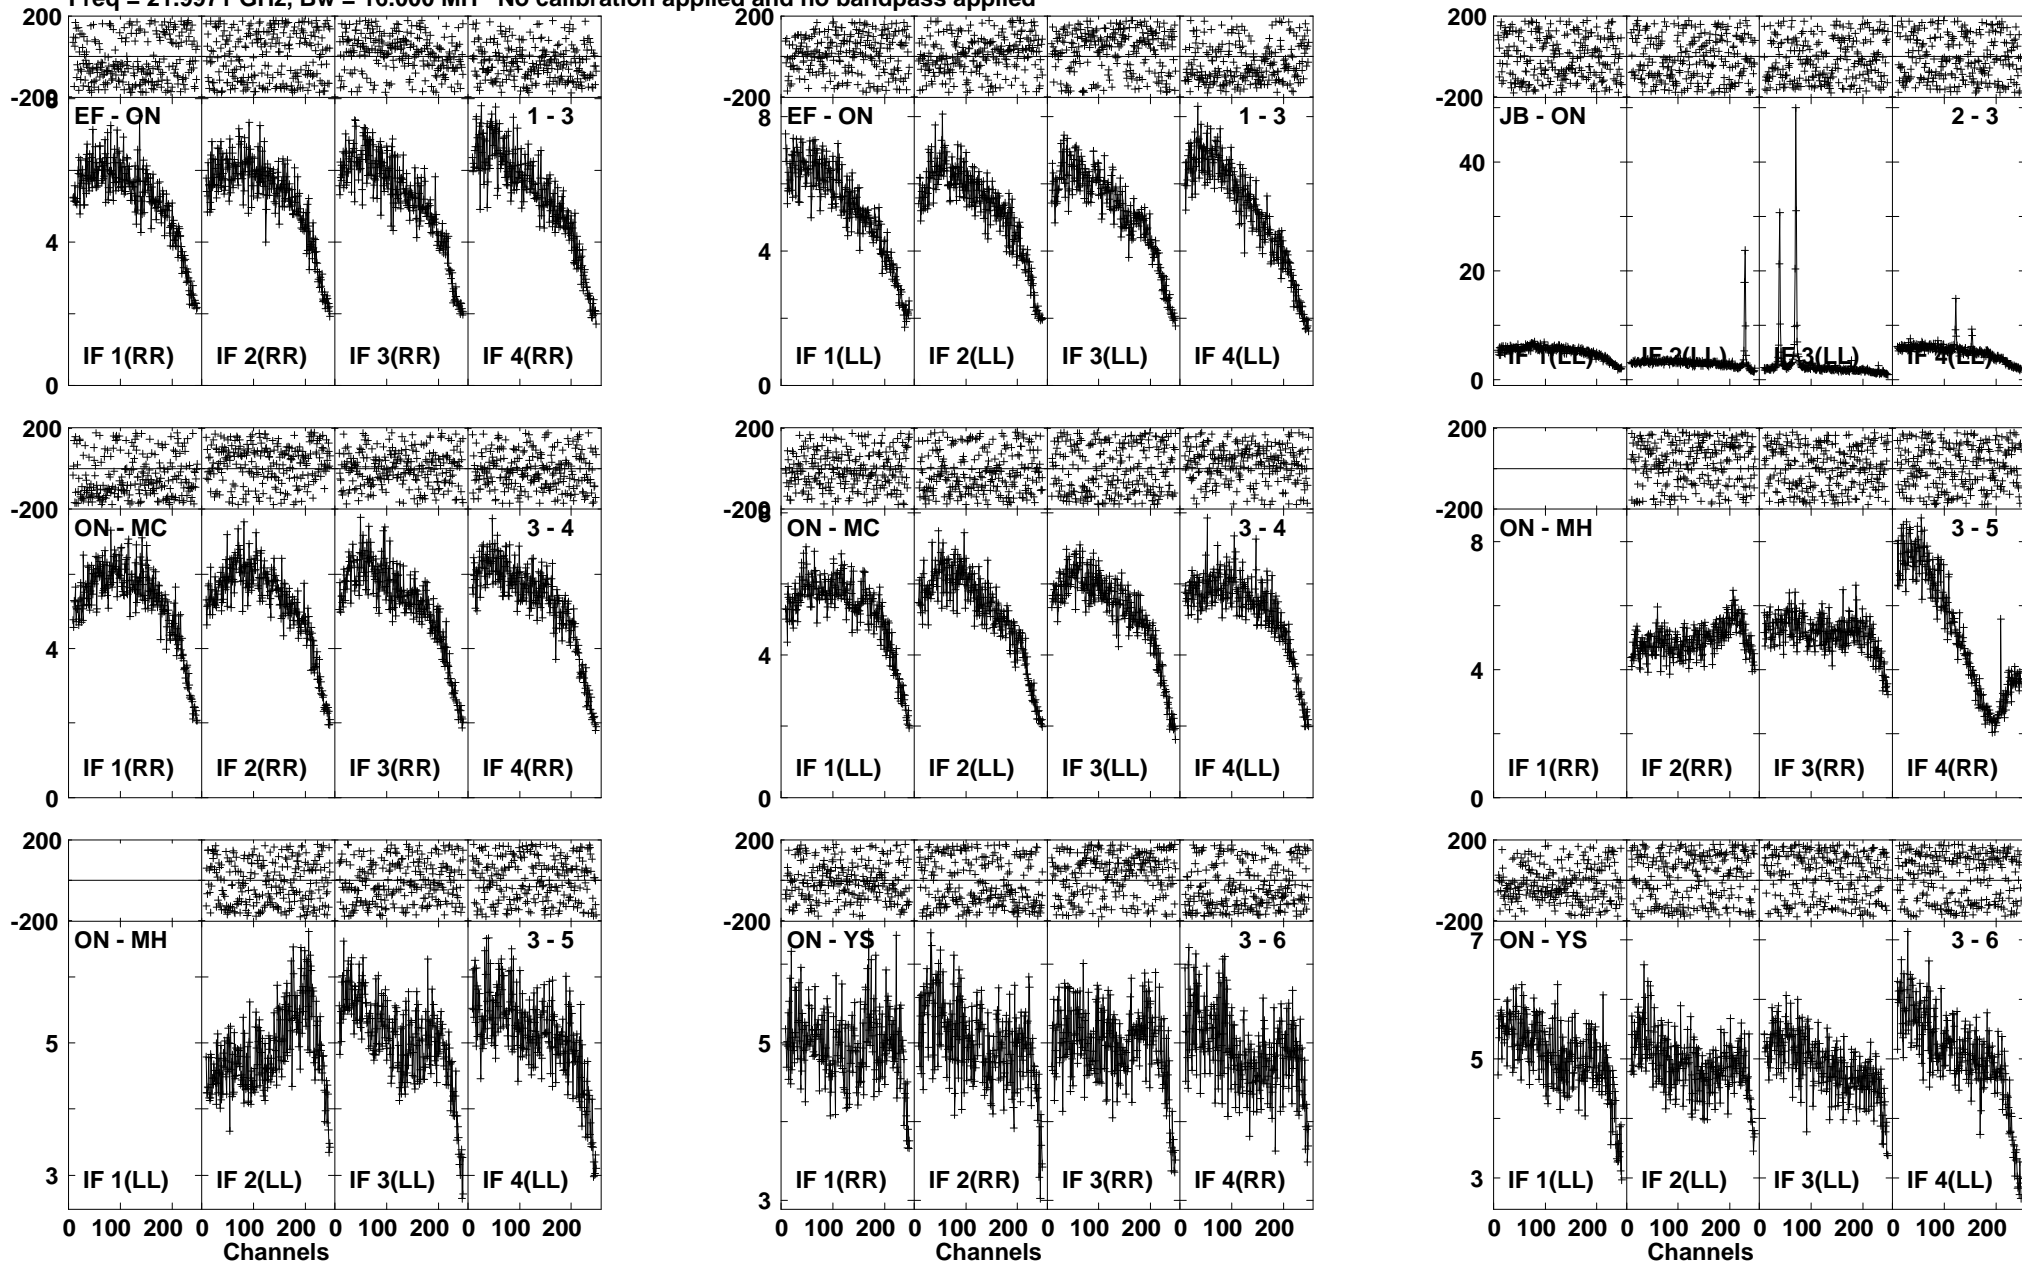 Freq = 21.9971 GHz, Bw = 16.000 MH No calibration applied and no bandpass applied
200 200 200
-200 -200 -200
8
EF - ON 1 - 3 EF - ON 1 - 3 JB - ON 2 - 3
8 40
4 4 20
IF 1(RR) IF 2(RR) IF 3(RR) IF 4(RR) IF 1(LL) IF 2(LL) IF 3(LL) IF 4(LL) IF 1(LL) IF 2(LL) IF 3(LL) IF 4(LL)
0 0 0
200 200 200
-200 -200 -200
8
ON - MC 3 - 4 ON - MC 3 - 4 ON - MH 3 - 5
8
4 4 4
IF 1(RR) IF 2(RR) IF 3(RR) IF 4(RR) IF 1(LL) IF 2(LL) IF 3(LL) IF 4(LL) IF 1(RR) IF 2(RR) IF 3(RR) IF 4(RR)
0 0 0
200 200 200
-200 -200 -200
ON - MH 3 - 5 ON - YS 3 - 6 7 ON - YS 3 - 6
5 5 5
IF 1(LL) IF 2(LL) IF 3(LL) IF 4(LL) IF 1(RR) IF 2(RR) IF 3(RR) IF 4(RR) IF 1(LL) IF 2(LL) IF 3(LL) IF 4(LL)
3 3 3
0 100 200 0 100 200 0 100 200 0 100 200 0 100 200 0 100 200 0 100 200 0 100 200 0 100 200 0 100 200 0 100 200 0 100 200
Channels Channels Channels